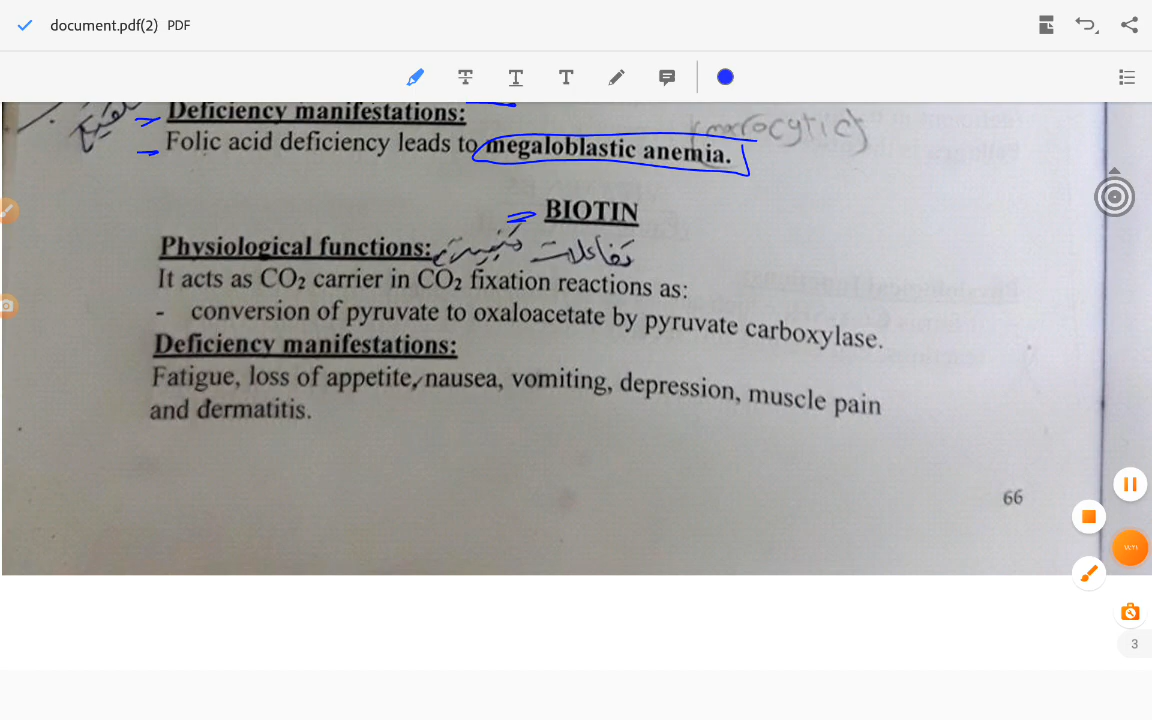 document.pdf(2) PDF
Deficiency manifestations:
(macrocytic)
Folic acid deficiency leads to megaloblastic anemia.
BIOTIN
Physiological functions: تفاعلات
It acts as CO₂ carrier in CO₂ fixation reactions as:
- conversion of pyruvate to oxaloacetate by pyruvate carboxylase.
Deficiency manifestations:
Fatigue, loss of appetite, nausea, vomiting, depression, muscle pain
and dermatitis.
66
3